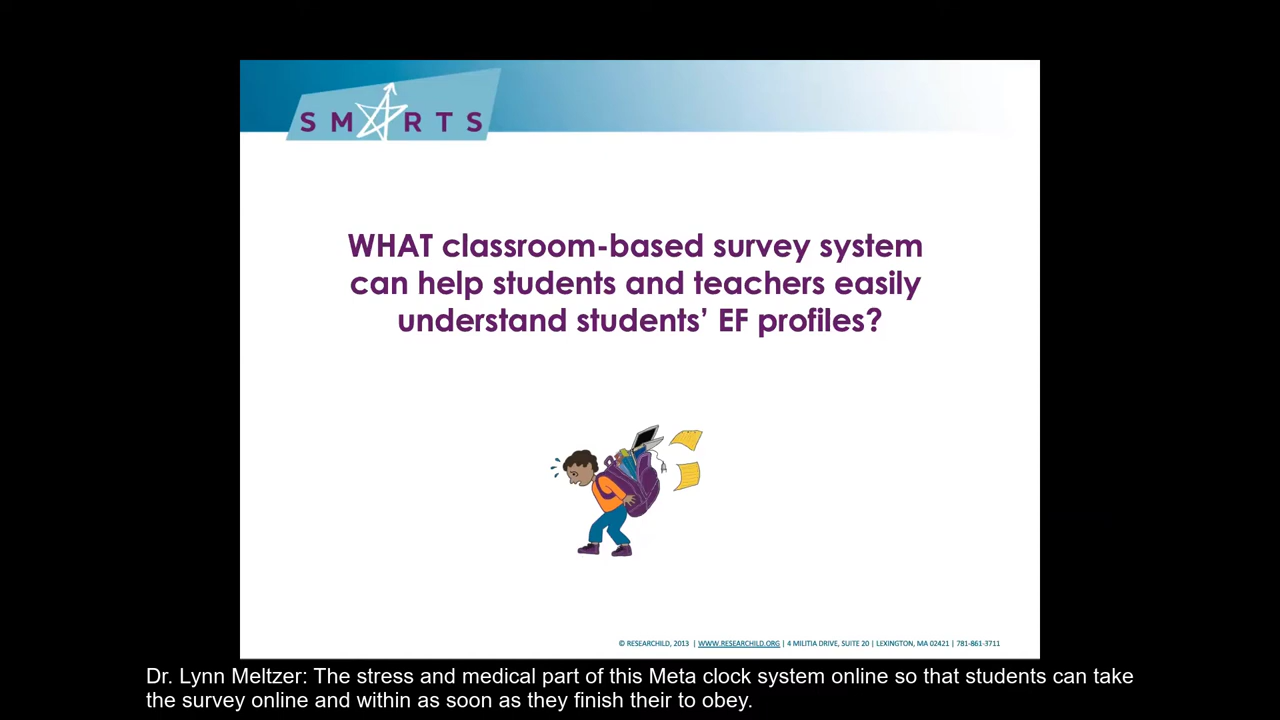 SMARTS
WHAT classroom-based survey system
can help students and teachers easily
understand students’ EF profiles?
© RESEARCHILD, 2013 | WWW.RESEARCHILD.ORG | 4 MILITIA DRIVE, SUITE 20 | LEXINGTON, MA 02421 | 781-861-3711
Dr. Lynn Meltzer: The stress and medical part of this Meta clock system online so that students can take
the survey online and within as soon as they finish their to obey.